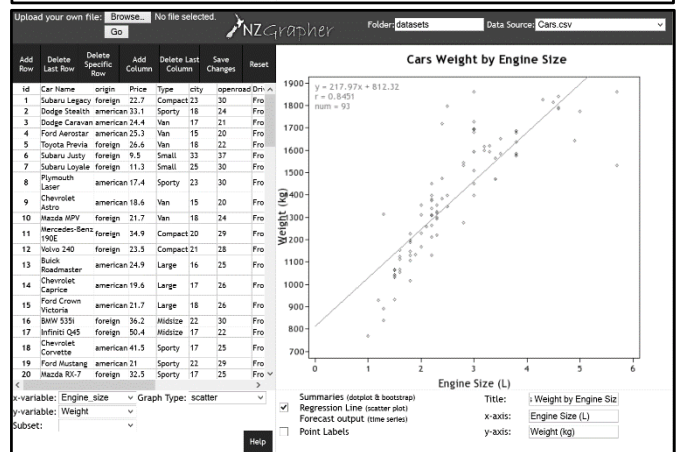 Upload your own file: Browse.. No file selected.
Go
NZGrapher
Folder: datasets
Data Source: Cars.csv
Add Row
Delete Last Row
Delete Specific Row
Add Column
Delete Last Column
Save Changes
Reset
id Car Name origin Price Type city openroad Driv
1 Subaru Legacy foreign 22.7 Compact 23 30 Fro
2 Dodge Stealth american 33.1 Sporty 18 24 Fro
3 Dodge Caravan american 24.4 Van 17 21 Fro
4 Ford Aerostar american 25.3 Van 15 20 Fro
5 Toyota Previa foreign 26.6 Van 18 22 Fro
6 Subaru Justy foreign 9.5 Small 33 37 Fro
7 Subaru Loyale foreign 11.3 Small 25 30 Fro
8 Plymouth Laser american 17.4 Sporty 23 30 Fro
9 Chevrolet Astro american 18.6 Van 15 20 Fro
10 Mazda MPV foreign 21.7 Van 18 24 Fro
11 Mercedes-Benz 190E foreign 34.9 Compact 20 29 Fro
12 Volvo 240 foreign 23.5 Compact 21 28 Fro
13 Buick Roadmaster american 24.9 Large 16 25 Fro
14 Chevrolet Caprice american 19.6 Large 17 26 Fro
15 Ford Crown Victoria american 21.7 Large 18 26 Fro
16 BMW 535i foreign 36.2 Midsize 22 30 Fro
17 Infiniti Q45 foreign 50.4 Midsize 17 22 Fro
18 Chevrolet Corvette american 41.5 Sporty 17 25 Fro
19 Ford Mustang american 21 Sporty 22 29 Fro
20 Mazda RX-7 foreign 32.5 Sporty 17 25 Fro
x-variable: Engine_size Graph Type: scatter
y-variable: Weight
Subset:
Help
Cars Weight by Engine Size
y = 217.97x + 812.32
r = 0.8451
num = 93
Weight (kg)
1900
1800
1700
1600
1500
1400
1300
1200
1100
1000
900
800
700
0 1 2 3 4 5 6
Engine Size (L)
Summaries (dotplot & bootstrap)
Regression Line (scatter plot)
Forecast output (time series)
Point Labels
Title: : Weight by Engine Siz
x-axis: Engine Size (L)
y-axis: Weight (kg)